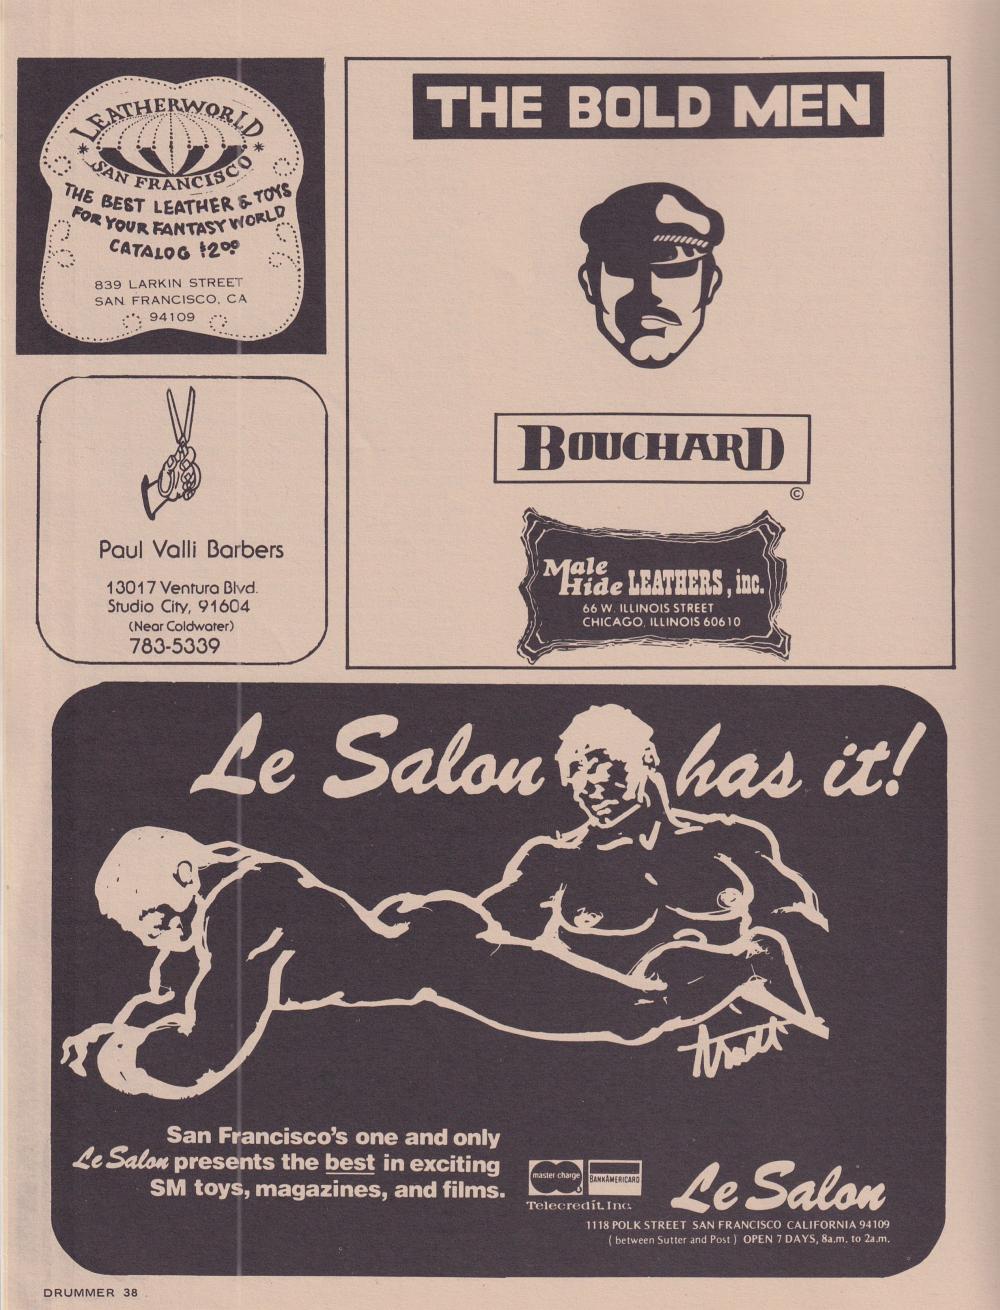 LEATHERWORLD
SAN FRANCISCO
THE BEST LEATHER & TOYS
FOR YOUR FANTASY WORLD
CATALOG $2.00
839 LARKIN STREET
SAN FRANCISCO, CA
94109
THE BOLD MEN
BOUCHARD
©
Male
Hide LEATHERS, inc.
66 W. ILLINOIS STREET
CHICAGO, ILLINOIS 60610
Paul Valli Barbers
13017 Ventura Blvd.
Studio City, 91604
(Near Coldwater)
783-5339
Le Salon has it!
San Francisco's one and only
Le Salon presents the best in exciting
SM toys, magazines, and films.
master charge
BANKAMERICARD
Telecredit, Inc.
Le Salon
1118 POLK STREET SAN FRANCISCO CALIFORNIA 94109
( between Sutter and Post ) OPEN 7 DAYS, 8a.m. to 2a.m.
DRUMMER 38